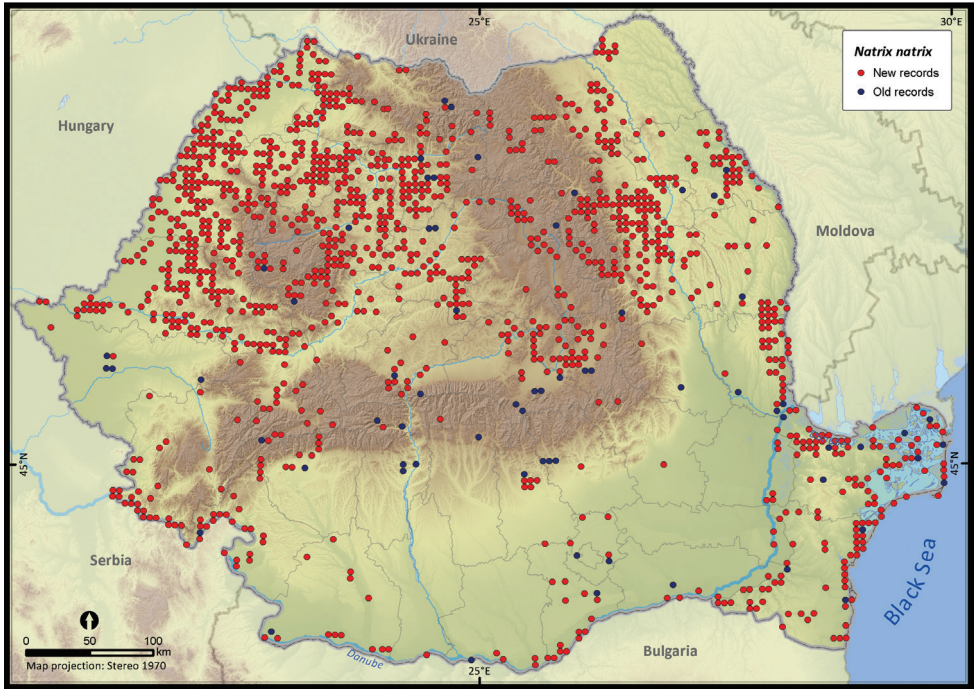 25°E
30°E
Ukraine
Natrix natrix
New records
Old records
Hungary
Moldova
45°N
45°N
Serbia
Black Sea
0 50 100
km
Map projection: Stereo 1970
Danube
Bulgaria
25°E